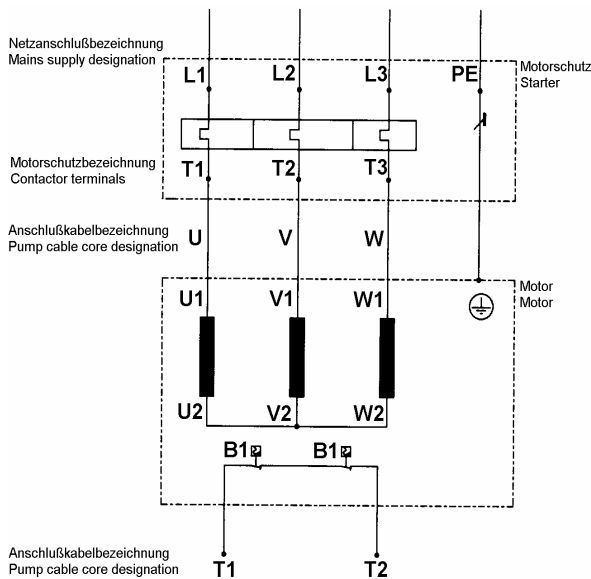 Netzanschlußbezeichnung
Mains supply designation
L1 L2 L3 PE
Motorschutz
Starter
Motorschutzbezeichnung
Contactor terminals
T1 T2 T3
Anschlußkabelbezeichnung
Pump cable core designation
U V W
Motor
Motor
U1 V1 W1
U2 V2 W2
B1 B1
Anschlußkabelbezeichnung
Pump cable core designation
T1 T2